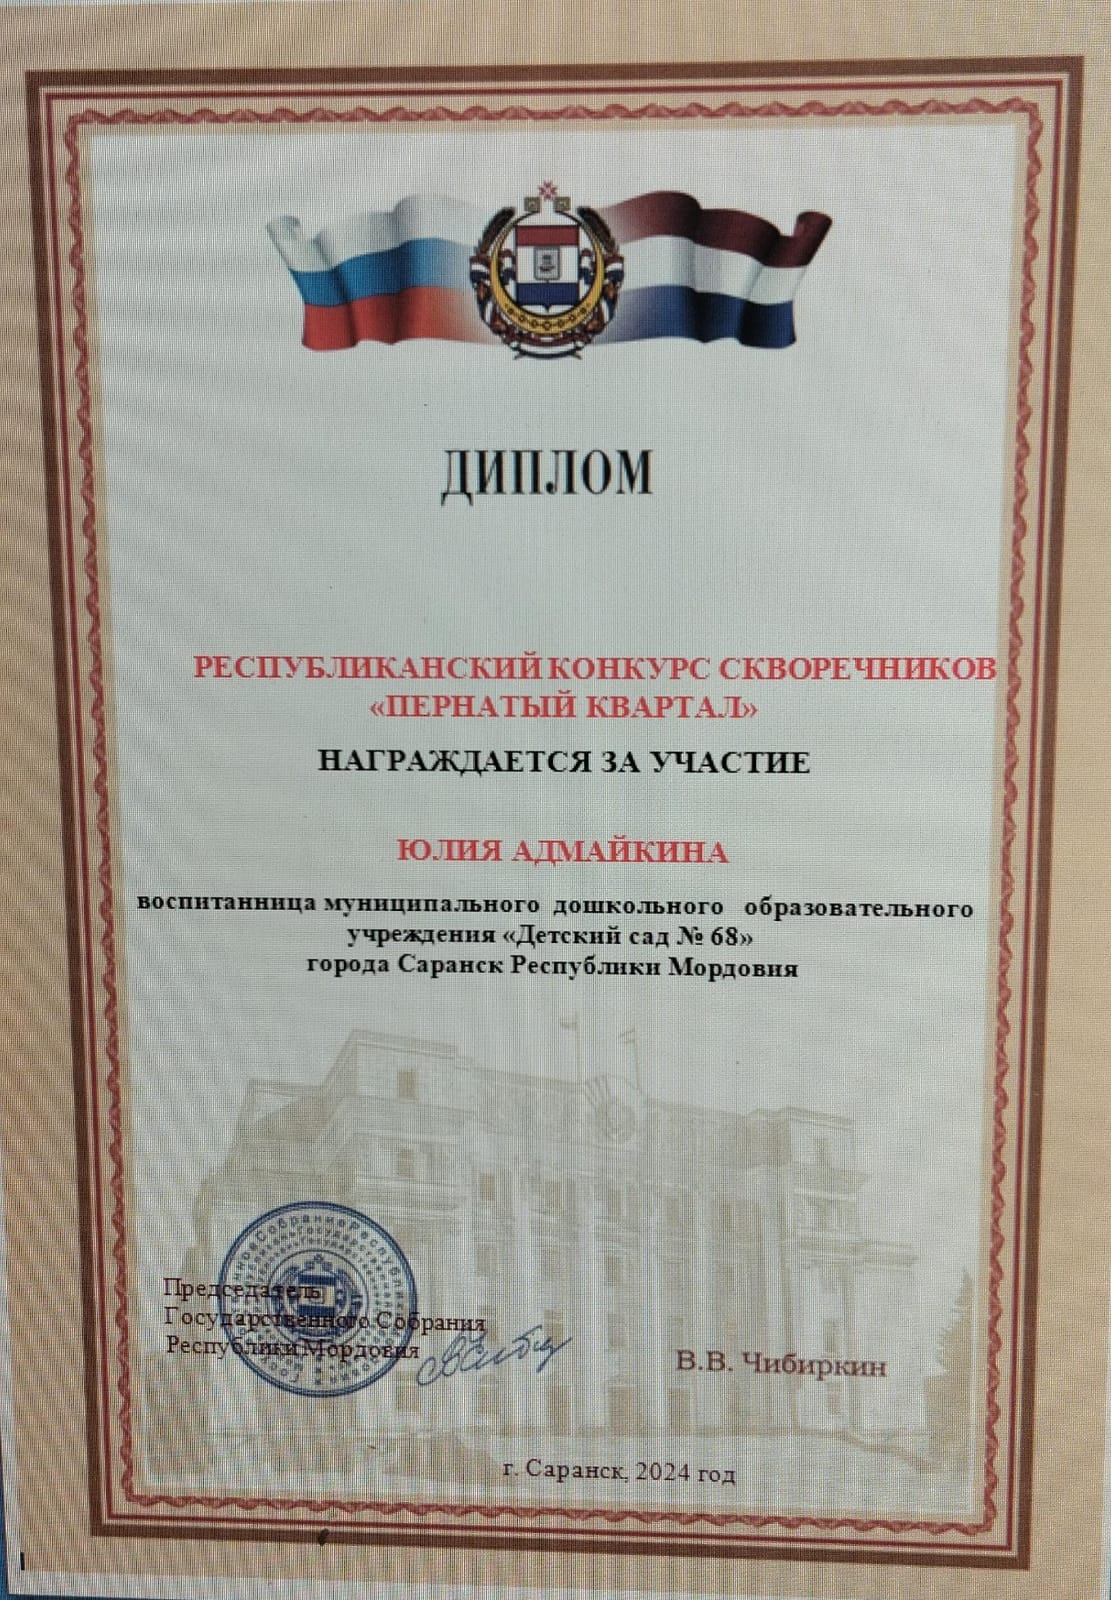 ДИПЛОМ
РЕСПУБЛИКАНСКИЙ КОНКУРС СКВОРЕЧНИКОВ
«ПЕРНАТЫЙ КВАРТАЛ»
НАГРАЖДАЕТСЯ ЗА УЧАСТИЕ
ЮЛИЯ АДМАЙКИНА
воспитанница муниципального дошкольного образовательного
учреждения «Детский сад № 68»
города Саранск Республики Мордовия
Председатель
Государственного Собрания
Республики Мордовия
В.В. Чибиркин
г. Саранск, 2024 год